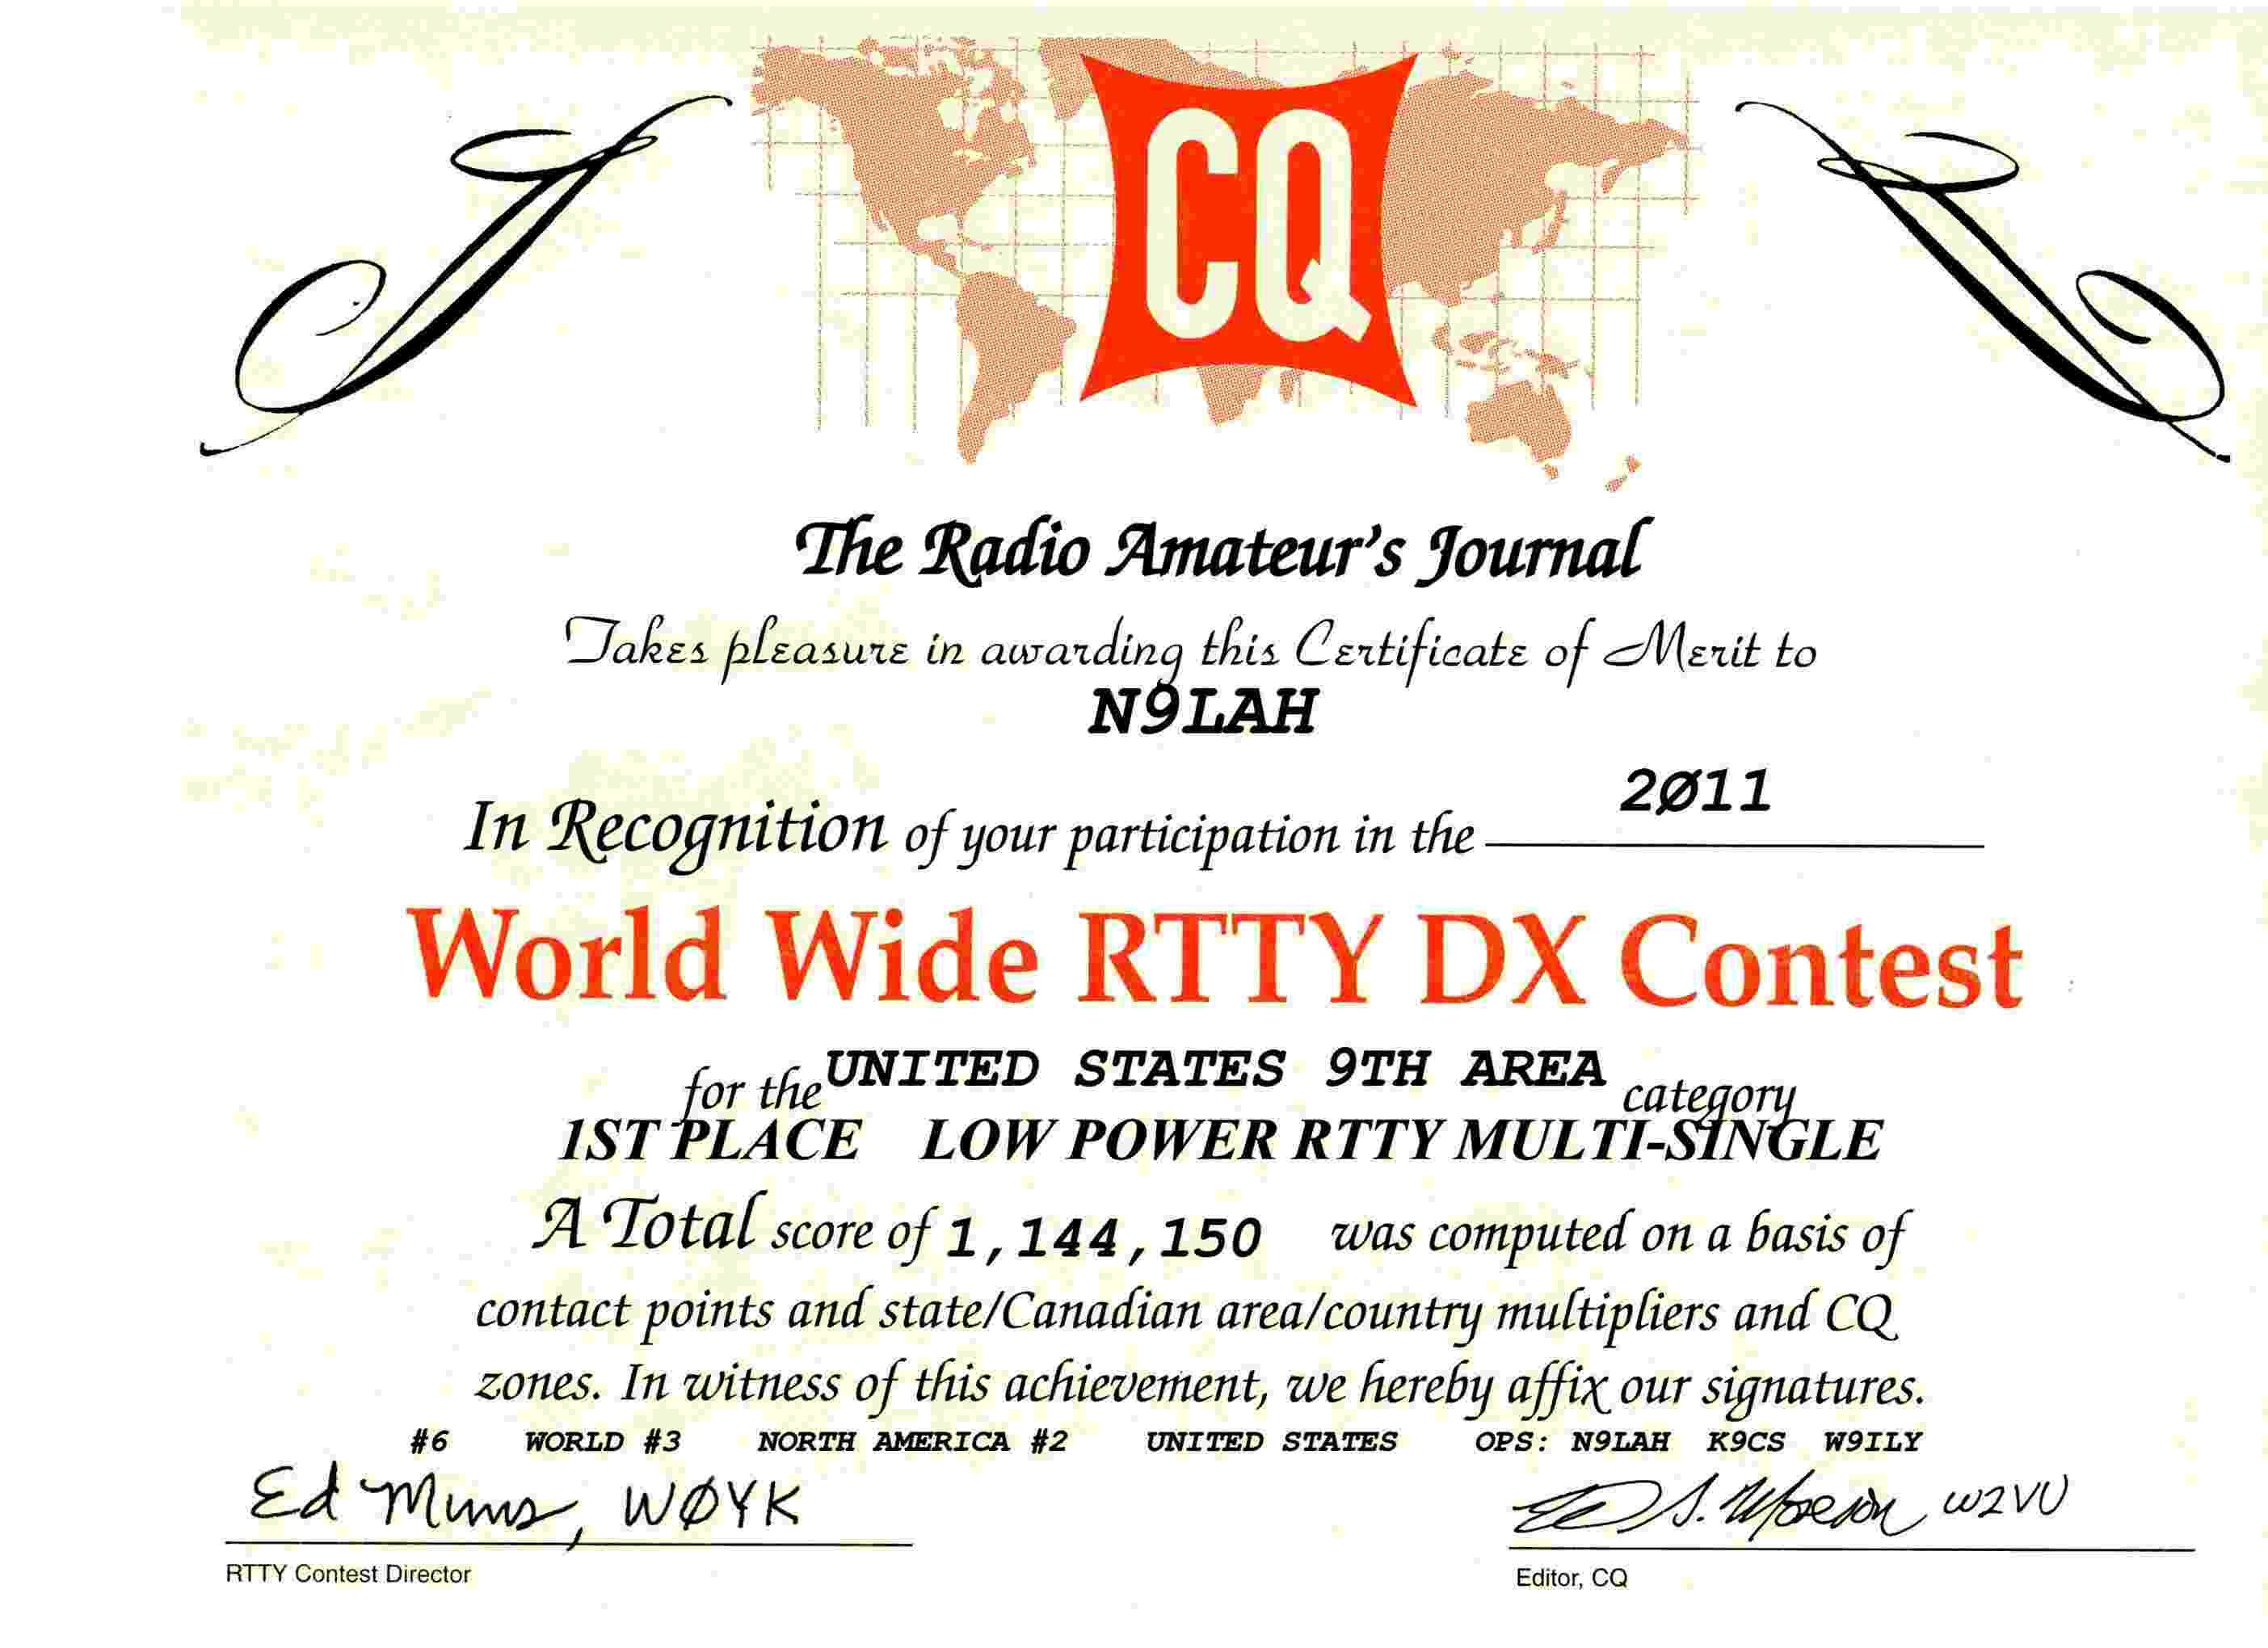 CQ
The Radio Amateur's Journal
Takes pleasure in awarding this Certificate of Merit to
N9LAH
In Recognition of your participation in the 2Ø11
World Wide RTTY DX Contest
for the UNITED STATES 9TH AREA category
1ST PLACE LOW POWER RTTY MULTI-SINGLE
A Total score of 1,144,150 was computed on a basis of
contact points and state/Canadian area/country multipliers and CQ
zones. In witness of this achievement, we hereby affix our signatures.
#6 WORLD #3 NORTH AMERICA #2 UNITED STATES OPS: N9LAH K9CS W9ILY
Ed Muns, WØYK
S. W2VU
RTTY Contest Director
Editor, CQ